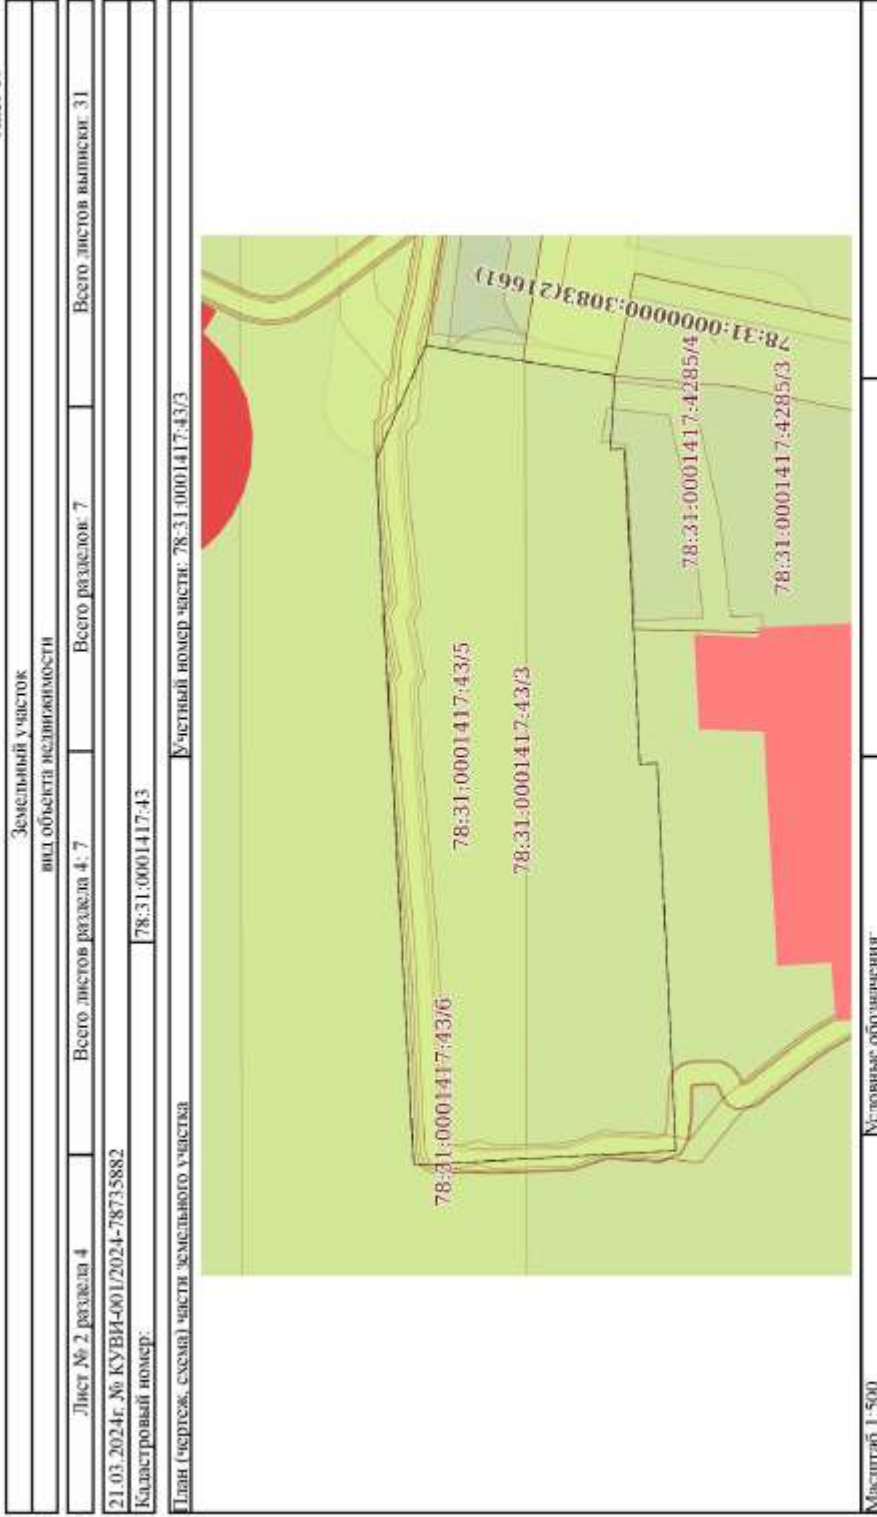 Земельный участок
вид объекта недвижимости
Лист № 2 раздела 4 Всего листов раздела 4: 7 Всего разделов: 7 Всего листов выписки: 31
21.03.2024г. № КУВИ-001/2024-78735882
Кадастровый номер: 78:31:0001417:43
План (чертеж, схема) части земельного участка Учетный номер части: 78:31:0001417:43/3
78:31:0001417:43/6
78:31:0001417:43/5
78:31:0001417:43/3
78:31:0000000:3083(21661)
78:31:0001417:4285/4
78:31:0001417:4285/3
Масштаб 1:500 Условные обозначения: